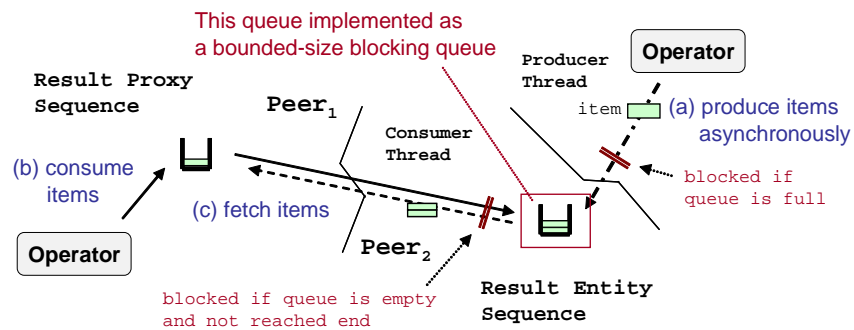 This queue implemented as
a bounded-size blocking queue
Operator
Producer
Thread
Result Proxy
Sequence
Peer1
item
(a) produce items
asynchronously
Consumer
Thread
(b) consume
items
blocked if
queue is full
(c) fetch items
Operator
Peer2
blocked if queue is empty
and not reached end
Result Entity
Sequence